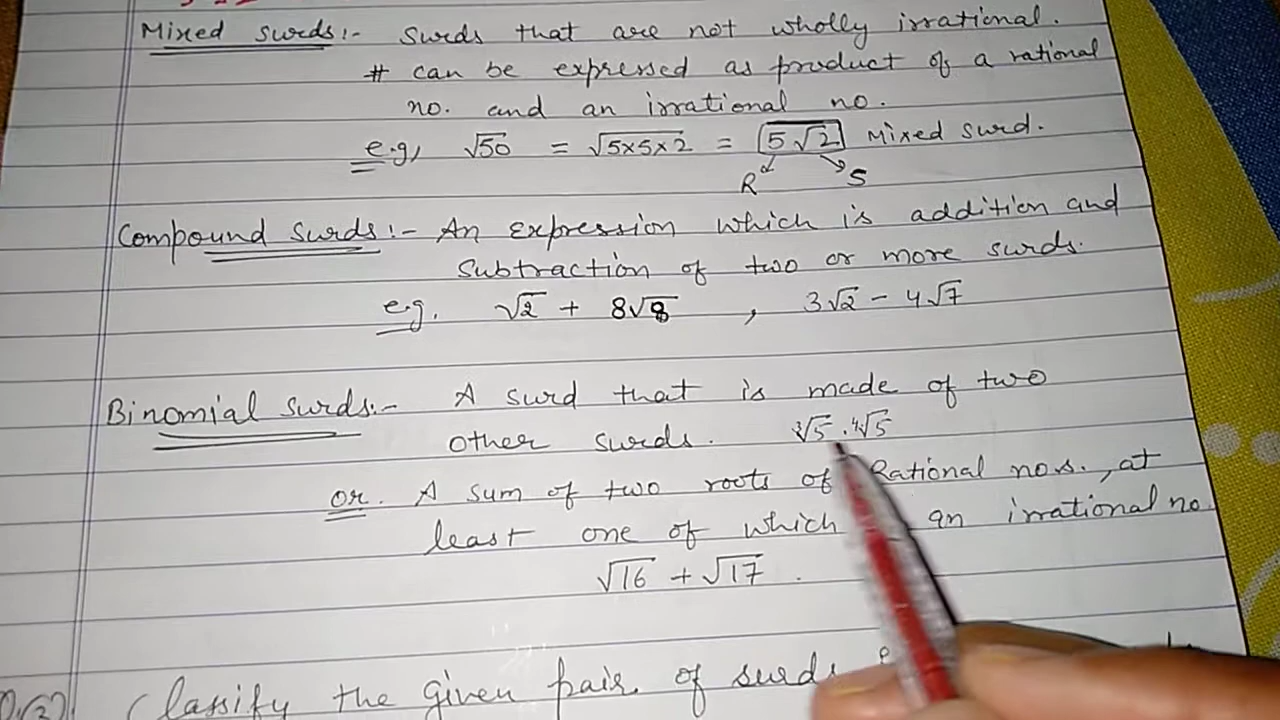 Mixed surds:- Surds that are not wholly irrational.
# can be expressed as product of a rational
no. and an irrational no.
e.g, √50 = √5x5x2 = 5√2 Mixed surd.
R S
Compound surds:- An expression which is addition and
subtraction of two or more surds.
e.g. √2 + 8√8 , 3√2 - 4√7
Binomial surds:- A surd that is made of two
other surds. ∛5 . ∜5
or. A sum of two roots of Rational nos., at
least one of which an irrational no.
√16 + √17 .
Classify the given pair of surds